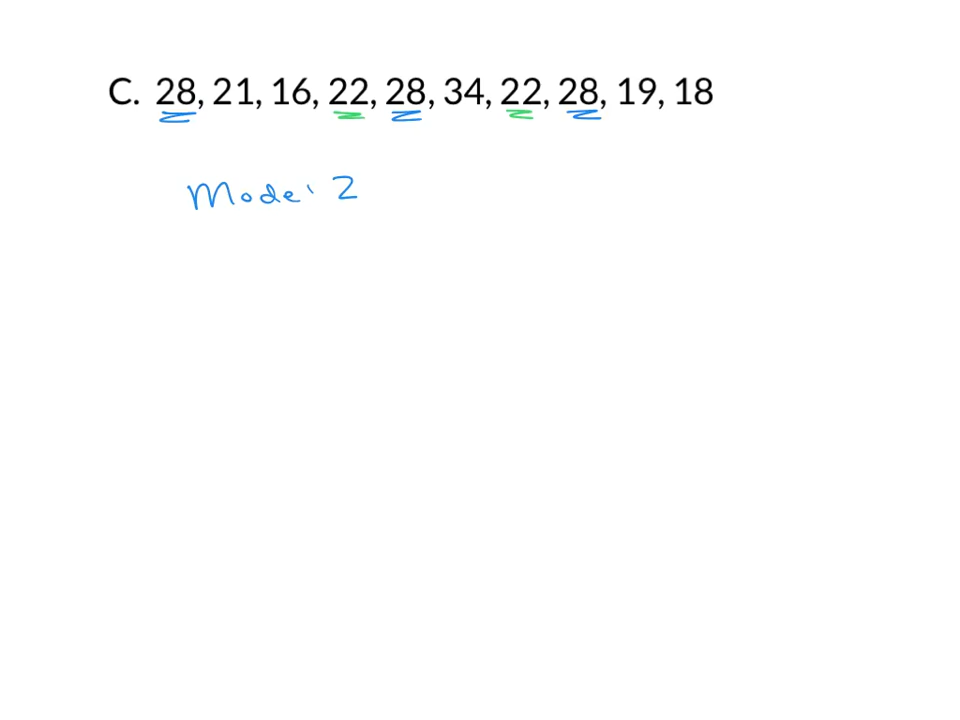 C. 28, 21, 16, 22, 28, 34, 22, 28, 19, 18
Mode: 2